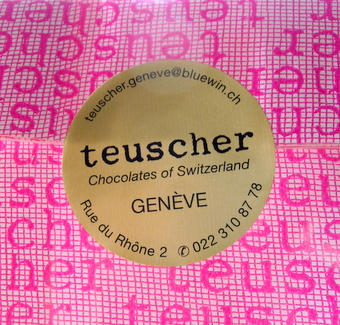 teuscher.geneve@bluewin.ch
teuscher
Chocolates of Switzerland
GENÈVE
Rue du Rhône 2 ✆ 022 310 87 78